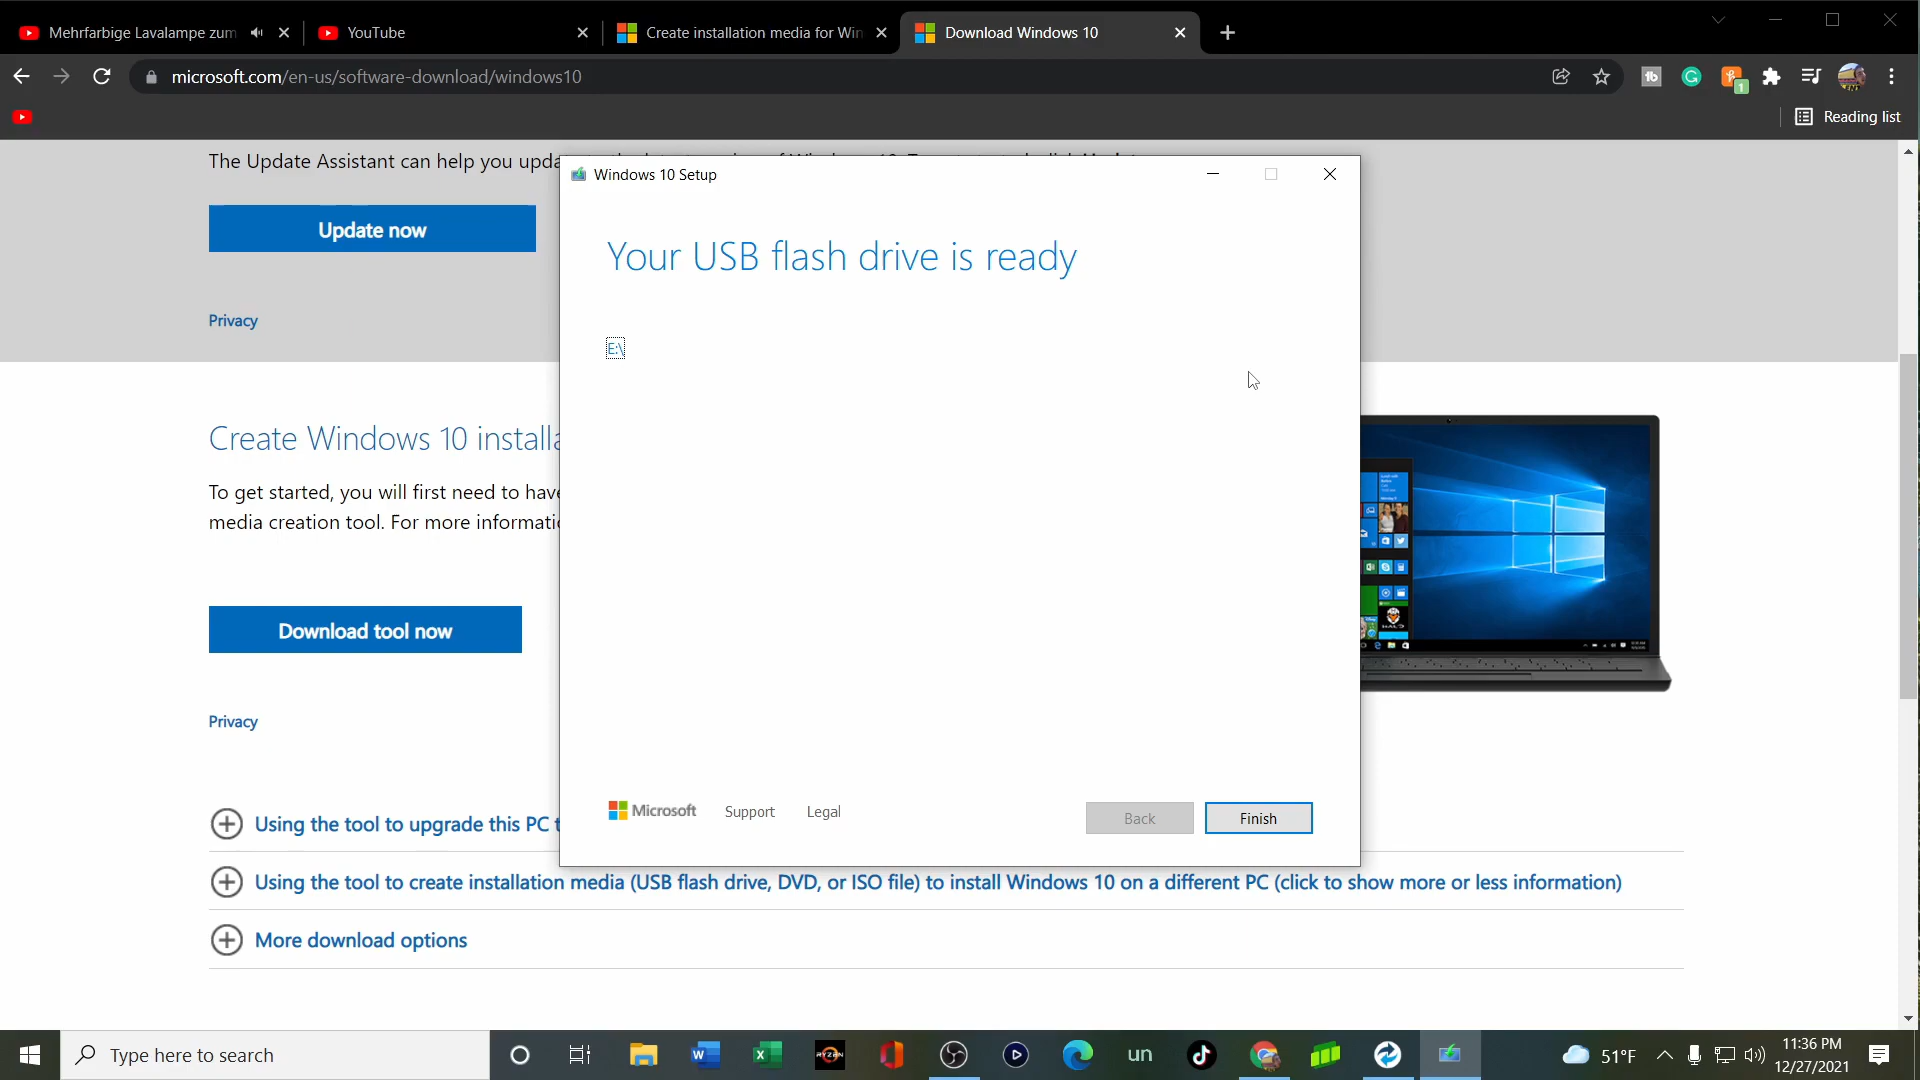 Mehrfarbige Lavalampe zum
YouTube
Create installation media for Win
Download Windows 10
microsoft.com/en-us/software-download/windows10
1
Reading list
The Update Assistant can help you upda
Update now
Privacy
Create Windows 10 installa
To get started, you will first need to have
media creation tool. For more informatio
Download tool now
Privacy
Windows 10 Setup
Your USB flash drive is ready
E:\
Microsoft
Support
Legal
Back
Finish
HALO
Using the tool to upgrade this PC t
Using the tool to create installation media (USB flash drive, DVD, or ISO file) to install Windows 10 on a different PC (click to show more or less information)
More download options
Type here to search
RYZEN
un
51°F
11:36 PM
12/27/2021